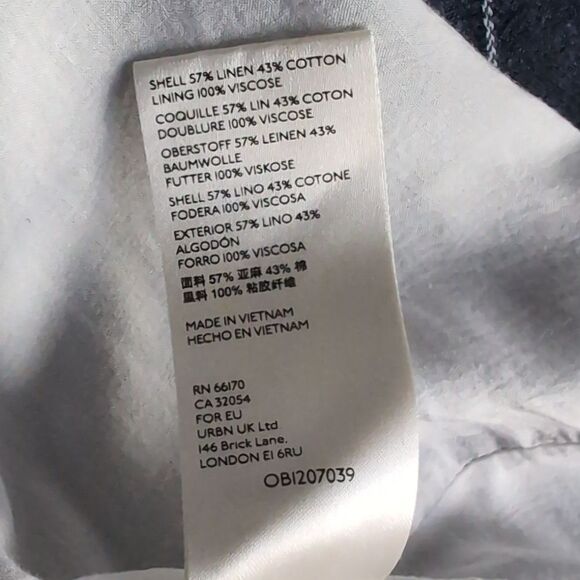 SHELL 57% LINEN 43% COTTON
LINING 100% VISCOSE
COQUILLE 57% LIN 43% COTON
DOUBLURE 100% VISCOSE
OBERSTOFF 57% LEINEN 43%
BAUMWOLLE
FUTTER 100% VISKOSE
SHELL 57% LINO 43% COTONE
FODERA 100% VISCOSA
EXTERIOR 57% LINO 43%
ALGODÓN
FORRO 100% VISCOSA
面料 57% 亚麻 43% 棉
里料 100% 粘胶纤维
MADE IN VIETNAM
HECHO EN VIETNAM
RN 66170
CA 32054
FOR EU
URBN UK Ltd.
146 Brick Lane,
LONDON E1 6RU
OB1207039